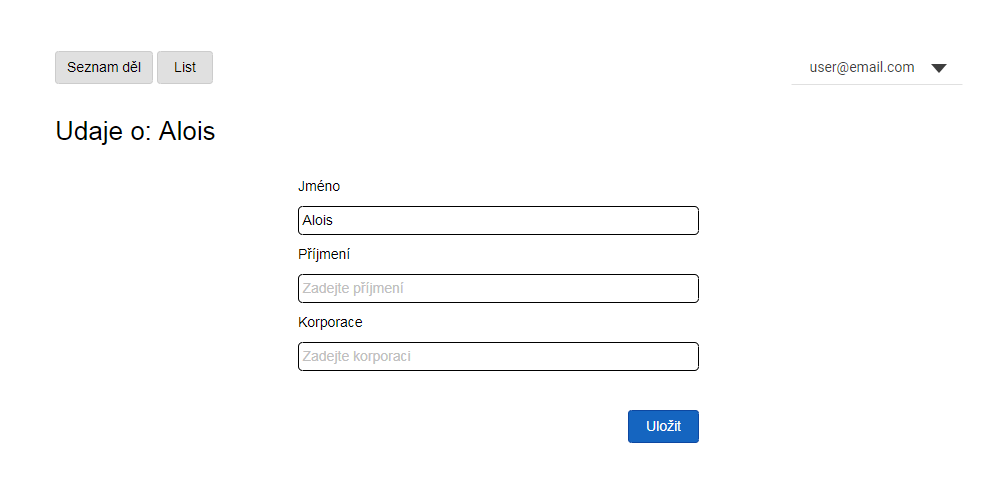 Seznam děl List user@email.com
Udaje o: Alois
Jméno
Alois
Příjmení
Zadejte příjmení
Korporace
Zadejte korporaci
Uložit